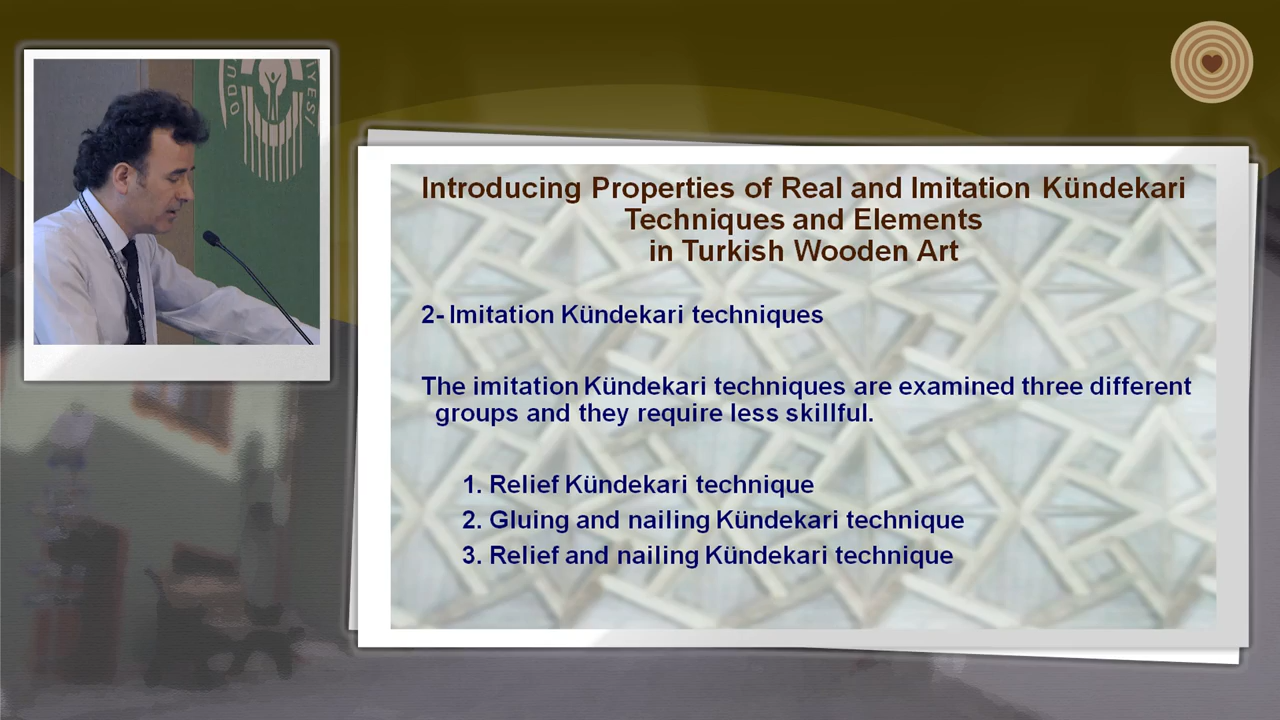 ODU
İYESİ
Introducing Properties of Real and Imitation Kündekari
Techniques and Elements
in Turkish Wooden Art
2- Imitation Kündekari techniques
The imitation Kündekari techniques are examined three different
groups and they require less skillful.
1. Relief Kündekari technique
2. Gluing and nailing Kündekari technique
3. Relief and nailing Kündekari technique